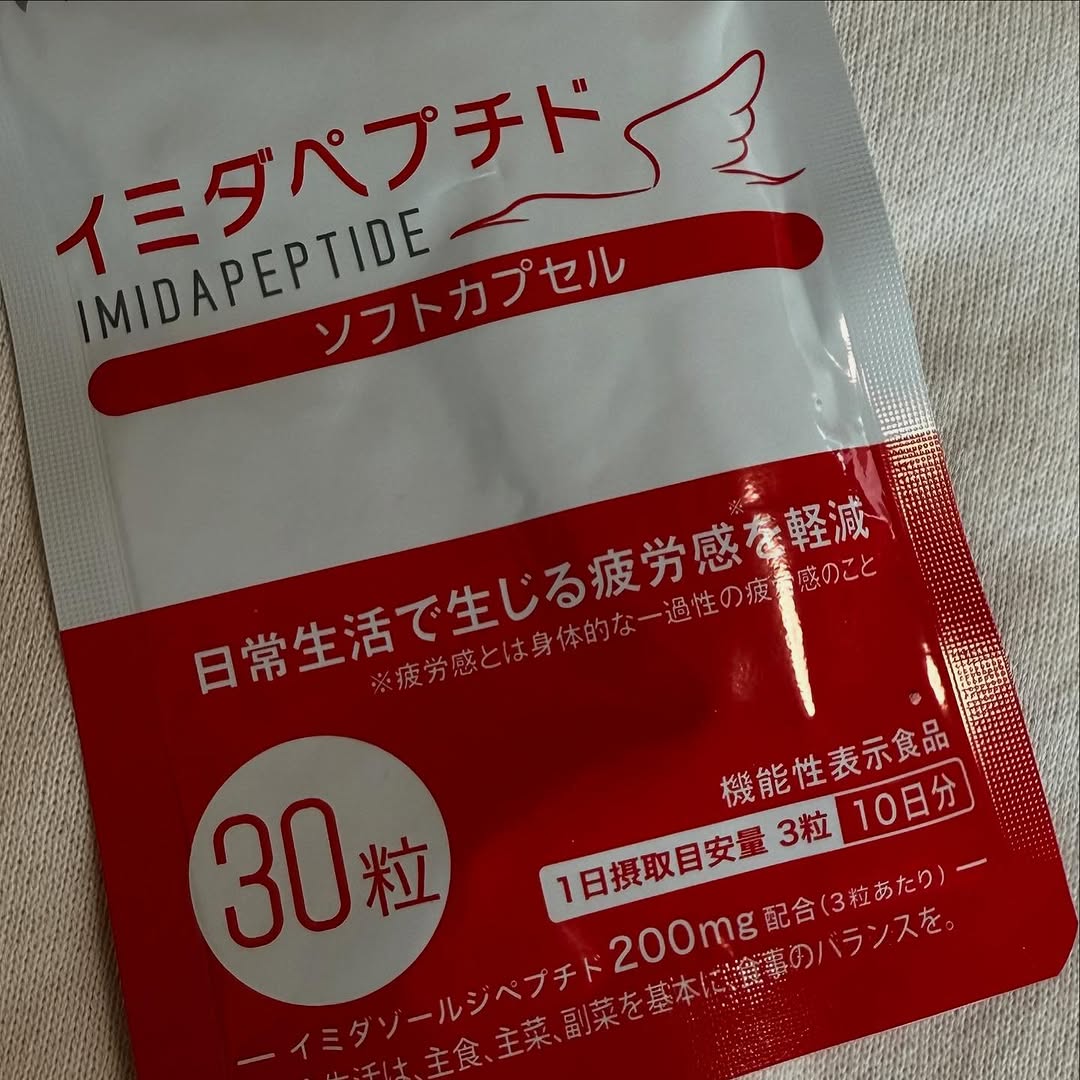 イミダペプチド
IMIDAPEPTIDE
ソフトカプセル
日常生活で生じる疲労感※を軽減
※疲労感とは身体的な一過性の疲労感のこと
機能性表示食品
30粒
1日摂取目安量 3粒 10日分
イミダゾールジペプチド 200mg 配合(3粒あたり)
生活は、主食、主菜、副菜を基本に、食事のバランスを。